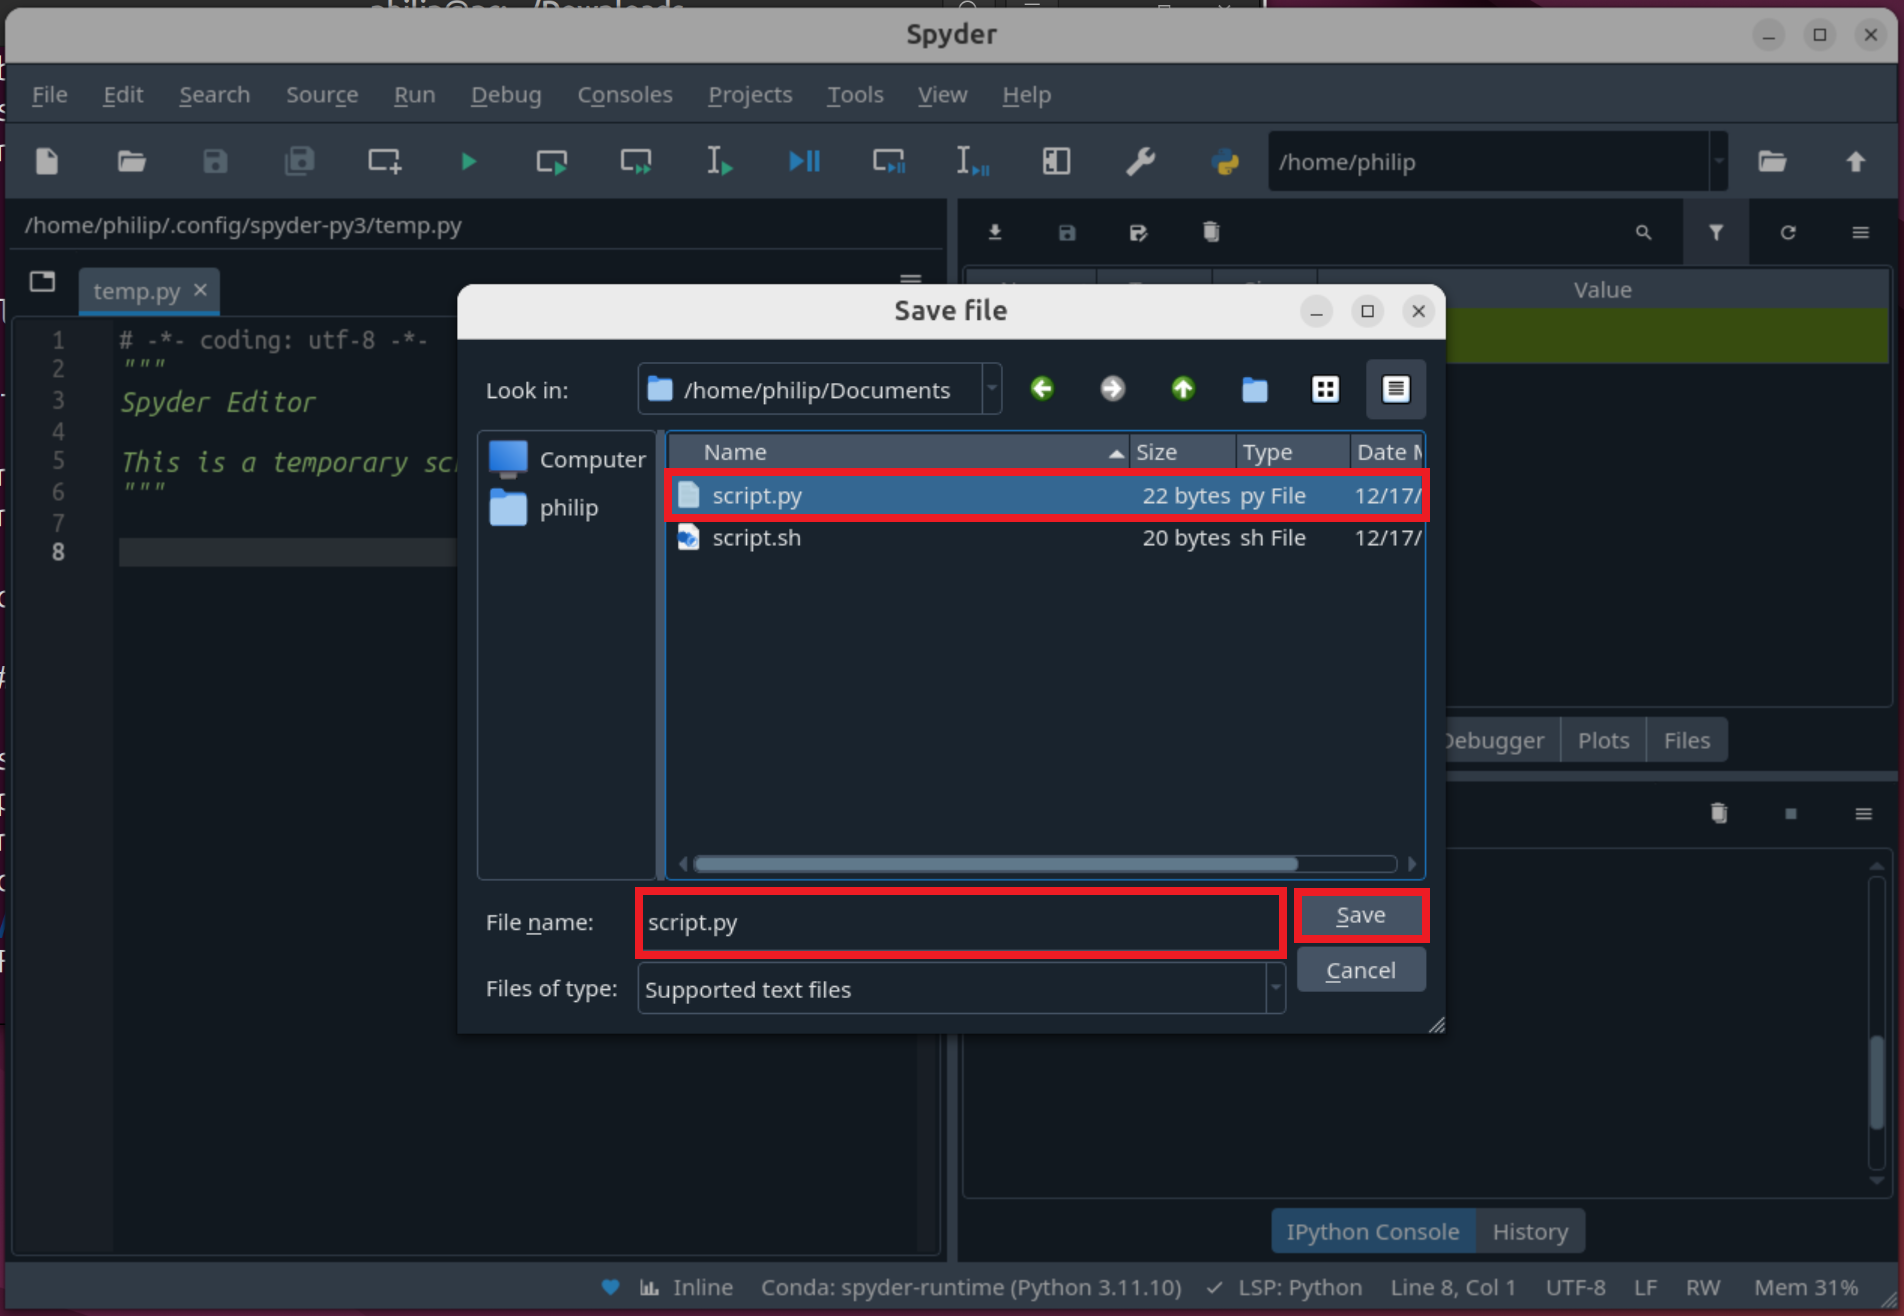 Spyder
File Edit Search Source Run Debug Consoles Projects Tools View Help
/home/philip
/home/philip/.config/spyder-py3/temp.py
temp.py
Value
1 # -*- coding: utf-8 -*-
2 """
3 Spyder Editor
4
5 This is a temporary
6 """
7
8
Save file
Look in: /home/philip/Documents
Computer
philip
Name Size Type Date
script.py 22 bytes py File 12/17/
script.sh 20 bytes sh File 12/17/
File name: script.py
Save
Files of type: Supported text files
Cancel
Debugger Plots Files
IPython Console History
Inline Conda: spyder-runtime (Python 3.11.10) LSP: Python Line 8, Col 1 UTF-8 LF RW Mem 31%